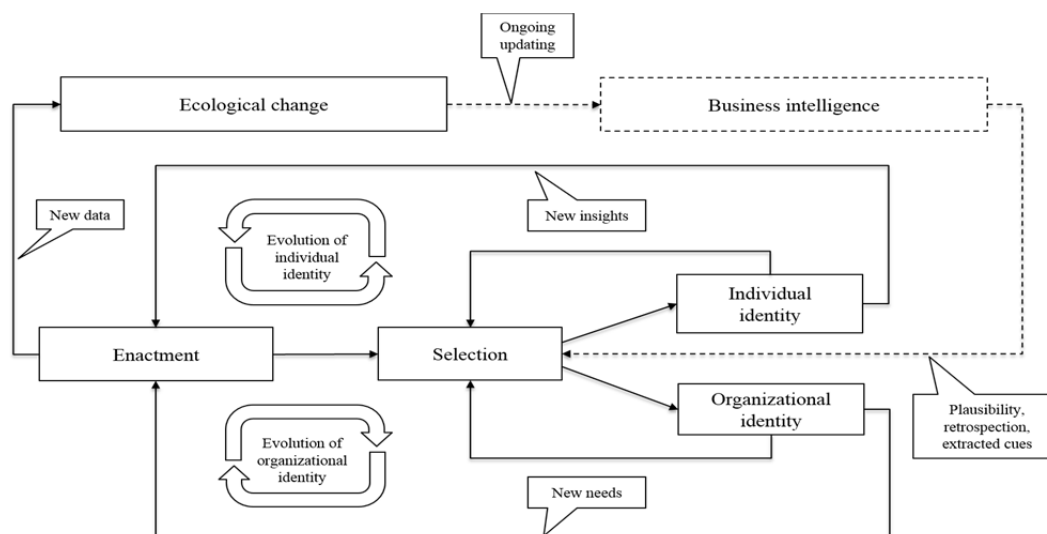 Ongoing
updating
Ecological change
Business intelligence
New data
New insights
Evolution of
individual
identity
Individual
identity
Enactment
Selection
Organizational
identity
Plausibility,
retrospection,
extracted cues
Evolution of
organizational
identity
New needs